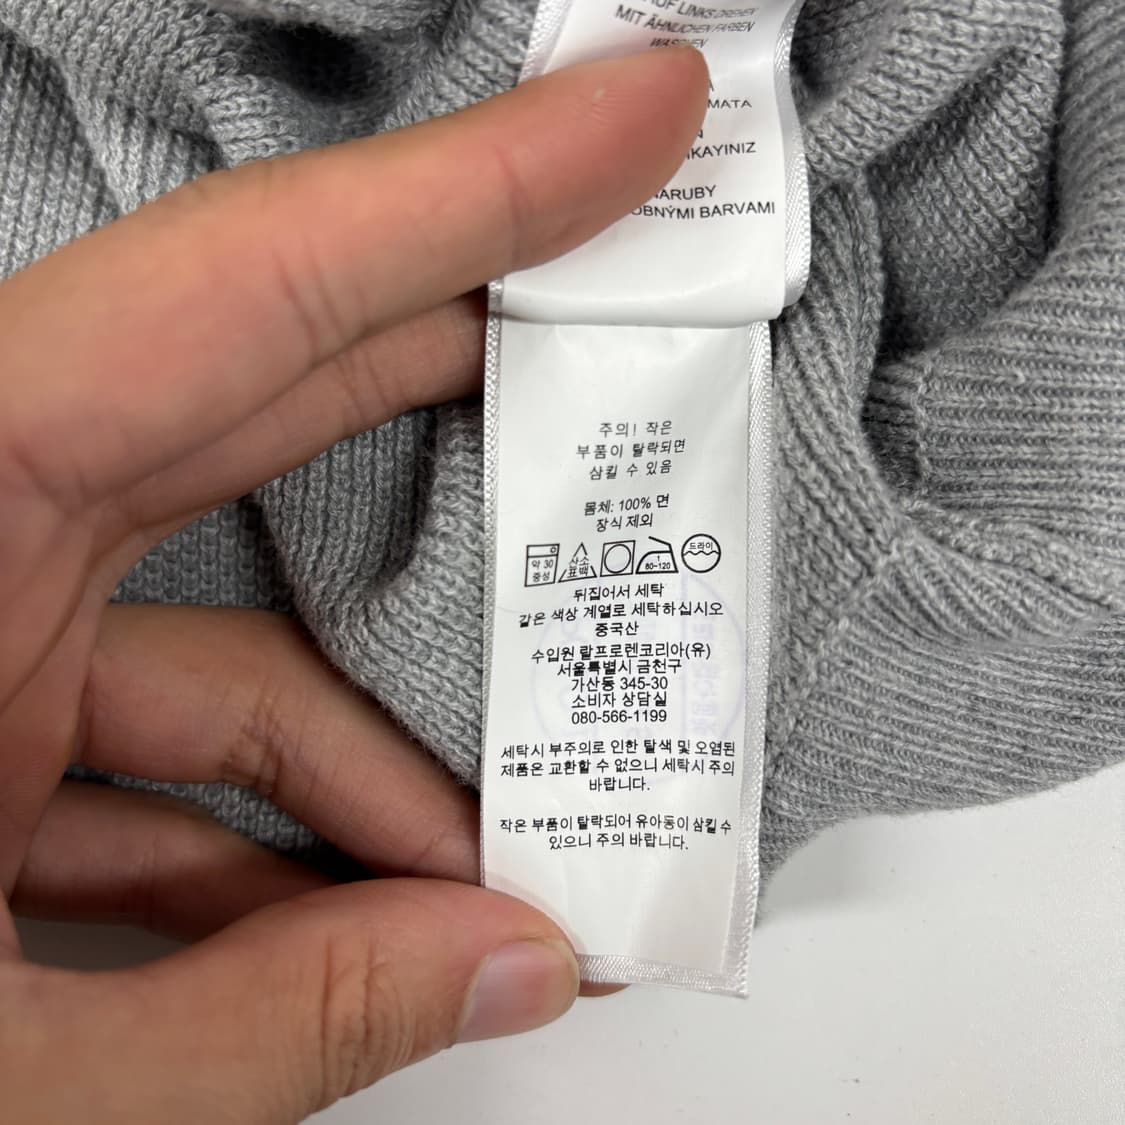 AUF LINKS DREHEN
MIT ÄHNLICHEN FARBEN
WASCHEN
MATA
IKAYINIZ
NARUBY
OBNÝMI BARVAMI
주의! 작은
부품이 탈락되면
삼킬 수 있음
몸체: 100% 면
장식 제외
약 30
중성
산소
표백
80-120
드라이
뒤집어서 세탁
같은 색상 계열로 세탁하십시오
중국산
수입원 랄프로렌코리아(유)
서울특별시 금천구
가산동 345-30
소비자 상담실
080-566-1199
세탁시 부주의로 인한 탈색 및 오염된
제품은 교환할 수 없으니 세탁시 주의
바랍니다.
작은 부품이 탈락되어 유아동이 삼킬 수
있으니 주의 바랍니다.